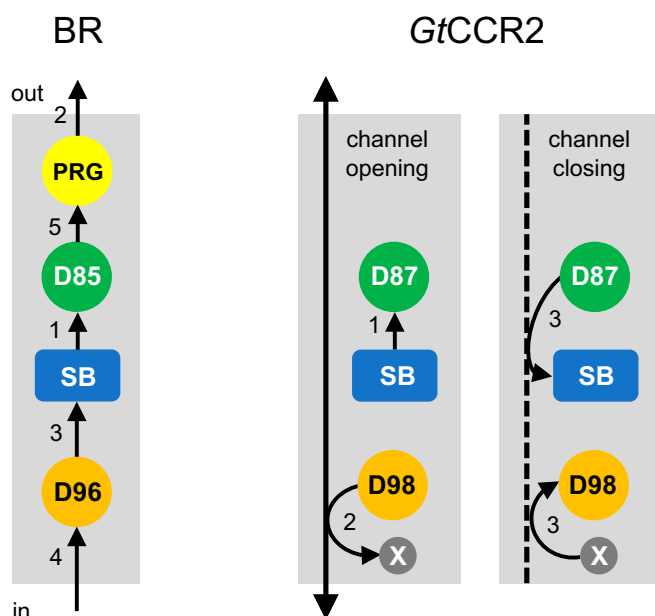 BR
GtCCR2
out
2
PRG
5
D85
1
SB
3
D96
4
in
channel
opening
D87
1
SB
D98
2
X
channel
closing
D87
3
SB
D98
3
X